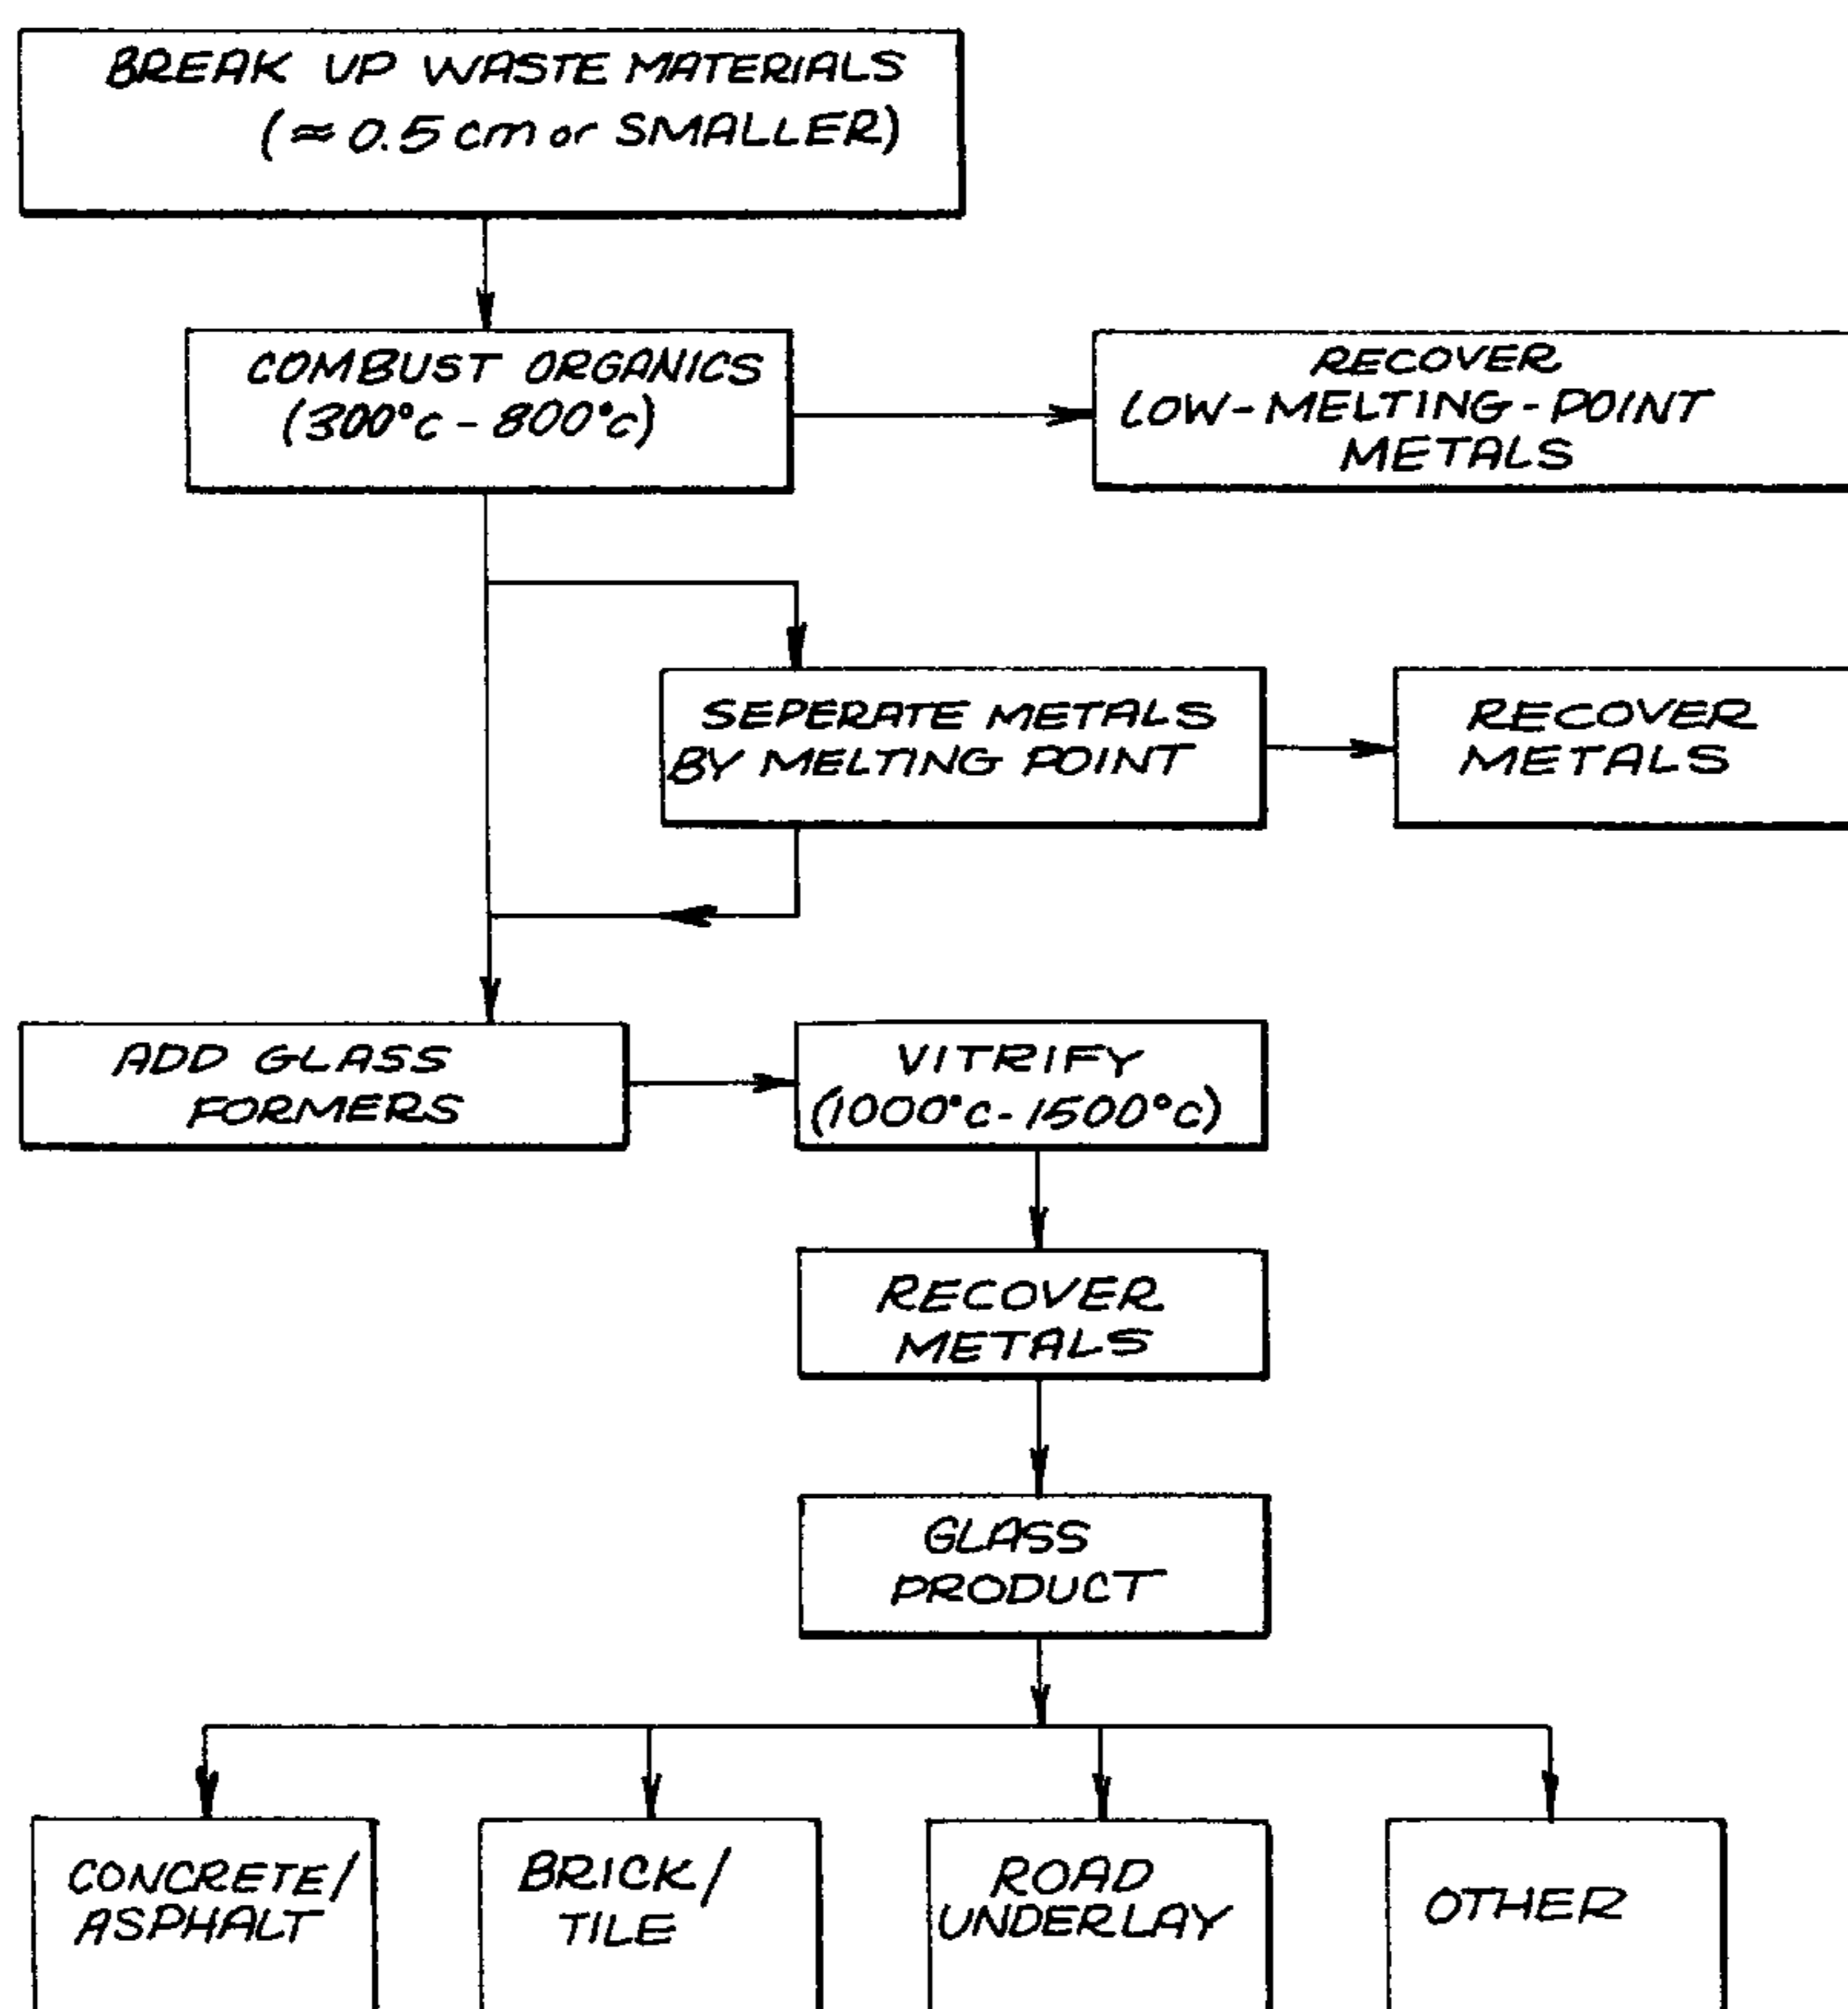 BREAK UP WASTE MATERIALS
(≈ 0.5 cm or SMALLER)
COMBUST ORGANICS
(300°c - 800°c)
RECOVER
LOW-MELTING-POINT
METALS
SEPERATE METALS
BY MELTING POINT
RECOVER
METALS
ADD GLASS
FORMERS
VITRIFY
(1000°c - 1500°c)
RECOVER
METALS
GLASS
PRODUCT
CONCRETE/
ASPHALT
BRICK/
TILE
ROAD
UNDERLAY
OTHER